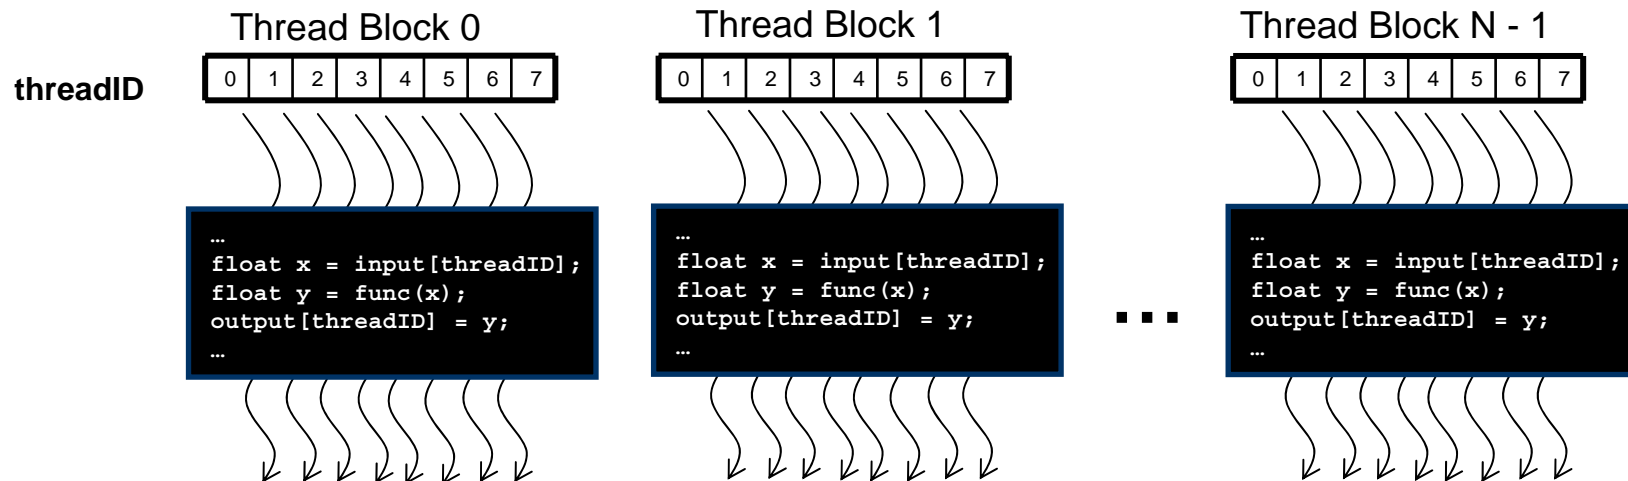 Thread Block 0
Thread Block 1
Thread Block N - 1
threadID
0 1 2 3 4 5 6 7
0 1 2 3 4 5 6 7
0 1 2 3 4 5 6 7
…
float x = input[threadID];
float y = func(x);
output[threadID] = y;
…
…
float x = input[threadID];
float y = func(x);
output[threadID] = y;
…
...
…
float x = input[threadID];
float y = func(x);
output[threadID] = y;
…